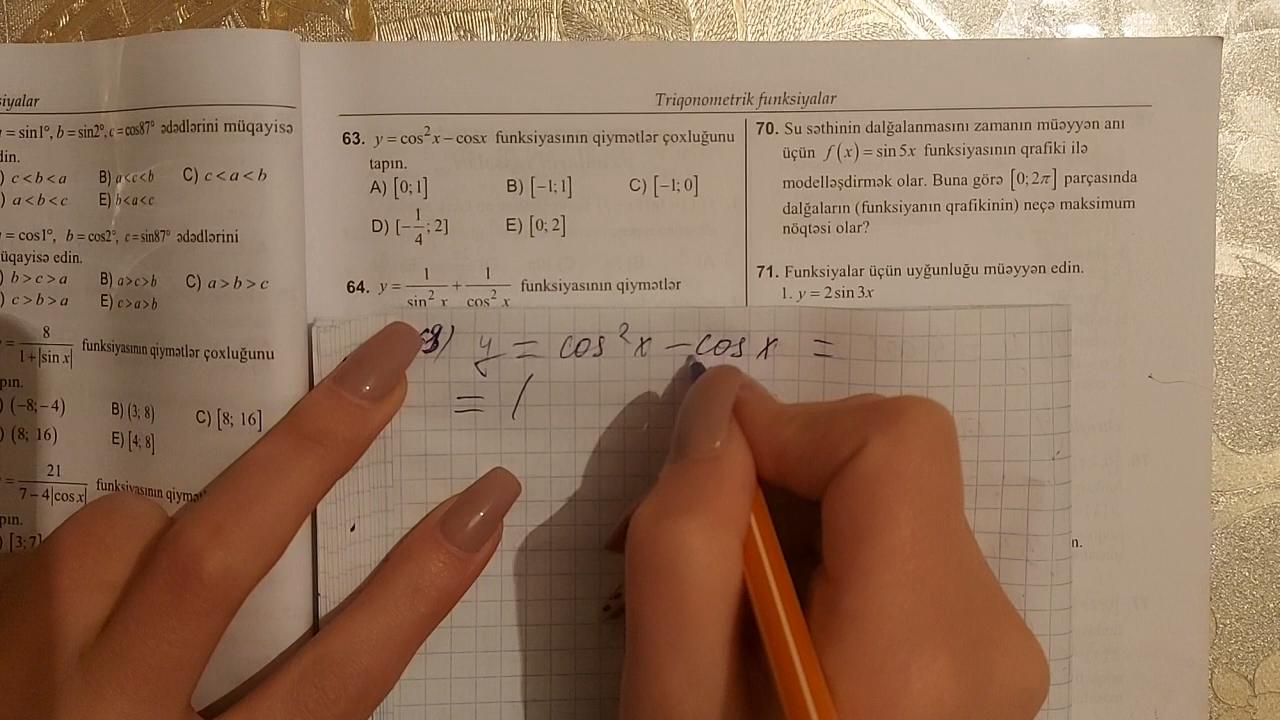 siyalar
= sin1°, b = sin2°, c = cos87° ədədlərini müqayisə
din.
) c < b < a B) a < c < b C) c < a < b
) a < b < c E) b < a < c
= cos1°, b = cos2°, c = sin87° ədədlərini
üqayisə edin.
) b > c > a B) a > c > b C) a > b > c
) c > b > a E) c > a > b
= 8 / (1+|sin x|) funksiyasının qiymətlər çoxluğunu
pın.
) (−8; −4) B) (3; 8) C) [8; 16]
) (8; 16) E) [4; 8]
= 21 / (7 − 4|cos x|) funksiyasının
pın.
) [3; 7]
Triqonometrik funksiyalar
63. y = cos²x − cosx funksiyasının qiymətlər çoxluğunu
tapın.
A) [0; 1] B) [−1; 1] C) [−1; 0]
D) [−1/4; 2] E) [0; 2]
64. y = 1/sin² x + 1/cos² x funksiyasının qiymətlər
70. Su səthinin dalğalanmasını zamanın müəyyən anı
üçün f(x) = sin 5x funksiyasının qrafiki ilə
modelləşdirmək olar. Buna görə [0; 2π] parçasında
dalğaların (funksiyanın qrafikinin) neçə maksimum
nöqtəsi olar?
71. Funksiyalar üçün uyğunluğu müəyyən edin.
1. y = 2 sin 3x
y = cos²x − cos x =
= (
n.